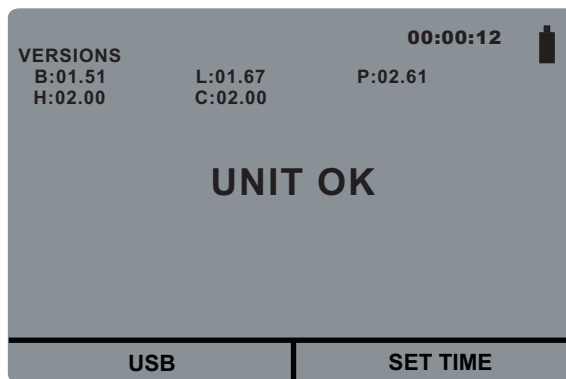 00:00:12
VERSIONS
B:01.51 L:01.67 P:02.61
H:02.00 C:02.00
UNIT OK
USB SET TIME